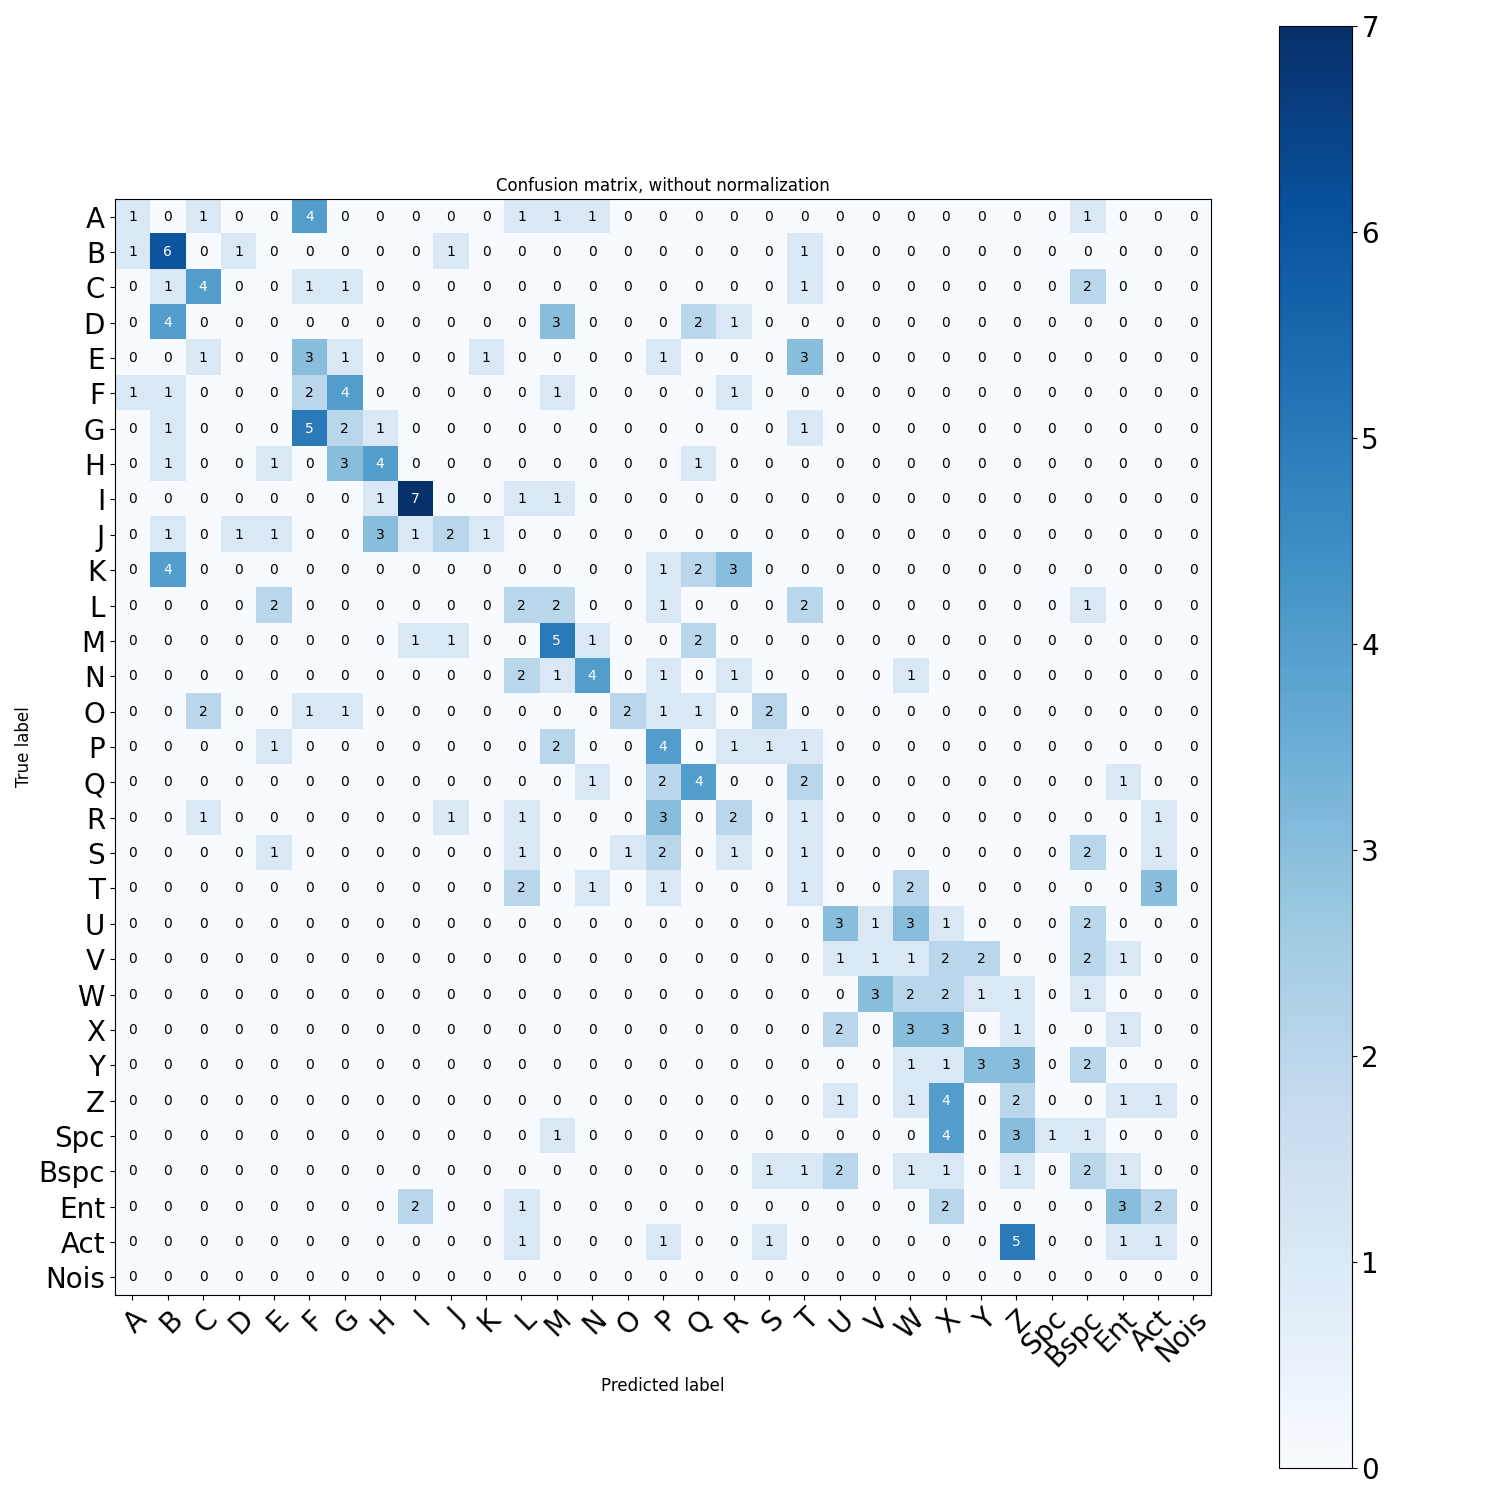 Confusion matrix, without normalization
A 1 0 1 0 0 4 0 0 0 0 0 1 1 1 0 0 0 0 0 0 0 0 0 0 0 0 0 1 0 0 0
B 1 6 0 1 0 0 0 0 0 1 0 0 0 0 0 0 0 0 0 1 0 0 0 0 0 0 0 0 0 0 0
C 0 1 4 0 0 1 1 0 0 0 0 0 0 0 0 0 0 0 0 1 0 0 0 0 0 0 0 2 0 0 0
D 0 4 0 0 0 0 0 0 0 0 0 0 3 0 0 0 2 1 0 0 0 0 0 0 0 0 0 0 0 0 0
E 0 0 1 0 0 3 1 0 0 0 1 0 0 0 0 1 0 0 0 3 0 0 0 0 0 0 0 0 0 0 0
F 1 1 0 0 0 2 4 0 0 0 0 0 1 0 0 0 0 1 0 0 0 0 0 0 0 0 0 0 0 0 0
G 0 1 0 0 0 5 2 1 0 0 0 0 0 0 0 0 0 0 0 1 0 0 0 0 0 0 0 0 0 0 0
H 0 1 0 0 1 0 3 4 0 0 0 0 0 0 0 0 1 0 0 0 0 0 0 0 0 0 0 0 0 0 0
I 0 0 0 0 0 0 0 1 7 0 0 1 1 0 0 0 0 0 0 0 0 0 0 0 0 0 0 0 0 0 0
J 0 1 0 1 1 0 0 3 1 2 1 0 0 0 0 0 0 0 0 0 0 0 0 0 0 0 0 0 0 0 0
K 0 4 0 0 0 0 0 0 0 0 0 0 0 0 0 1 2 3 0 0 0 0 0 0 0 0 0 0 0 0 0
L 0 0 0 0 2 0 0 0 0 0 0 2 2 0 0 1 0 0 0 2 0 0 0 0 0 0 0 1 0 0 0
M 0 0 0 0 0 0 0 0 1 1 0 0 5 1 0 0 2 0 0 0 0 0 0 0 0 0 0 0 0 0 0
N 0 0 0 0 0 0 0 0 0 0 0 2 1 4 0 1 0 1 0 0 0 0 1 0 0 0 0 0 0 0 0
O 0 0 2 0 0 1 1 0 0 0 0 0 0 0 2 1 1 0 2 0 0 0 0 0 0 0 0 0 0 0 0
P 0 0 0 0 1 0 0 0 0 0 0 0 2 0 0 4 0 1 1 1 0 0 0 0 0 0 0 0 0 0 0
Q 0 0 0 0 0 0 0 0 0 0 0 0 0 1 0 2 4 0 0 2 0 0 0 0 0 0 0 0 1 0 0
R 0 0 1 0 0 0 0 0 0 1 0 1 0 0 0 3 0 2 0 1 0 0 0 0 0 0 0 0 0 1 0
S 0 0 0 0 1 0 0 0 0 0 0 1 0 0 1 2 0 1 0 1 0 0 0 0 0 0 0 2 0 1 0
T 0 0 0 0 0 0 0 0 0 0 0 2 0 1 0 1 0 0 0 1 0 0 2 0 0 0 0 0 0 3 0
U 0 0 0 0 0 0 0 0 0 0 0 0 0 0 0 0 0 0 0 0 3 1 3 1 0 0 0 2 0 0 0
V 0 0 0 0 0 0 0 0 0 0 0 0 0 0 0 0 0 0 0 0 1 1 1 2 2 0 0 2 1 0 0
W 0 0 0 0 0 0 0 0 0 0 0 0 0 0 0 0 0 0 0 0 0 3 2 2 1 1 0 1 0 0 0
X 0 0 0 0 0 0 0 0 0 0 0 0 0 0 0 0 0 0 0 0 2 0 3 3 0 1 0 0 1 0 0
Y 0 0 0 0 0 0 0 0 0 0 0 0 0 0 0 0 0 0 0 0 0 0 1 1 3 3 0 2 0 0 0
Z 0 0 0 0 0 0 0 0 0 0 0 0 0 0 0 0 0 0 0 0 1 0 1 4 0 2 0 0 1 1 0
Spc 0 0 0 0 0 0 0 0 0 0 0 0 1 0 0 0 0 0 0 0 0 0 0 4 0 3 1 1 0 0 0
Bspc 0 0 0 0 0 0 0 0 0 0 0 0 0 0 0 0 0 0 1 1 2 0 1 1 0 1 0 2 1 0 0
Ent 0 0 0 0 0 0 0 0 2 0 0 1 0 0 0 0 0 0 0 0 0 0 0 2 0 0 0 0 3 2 0
Act 0 0 0 0 0 0 0 0 0 0 0 1 0 0 0 1 0 0 1 0 0 0 0 0 0 5 0 0 1 1 0
Nois 0 0 0 0 0 0 0 0 0 0 0 0 0 0 0 0 0 0 0 0 0 0 0 0 0 0 0 0 0 0 0
A B C D E F G H I J K L M N O P Q R S T U V W X Y Z Spc Bspc Ent Act Nois
Predicted label
True label
7
6
5
4
3
2
1
0